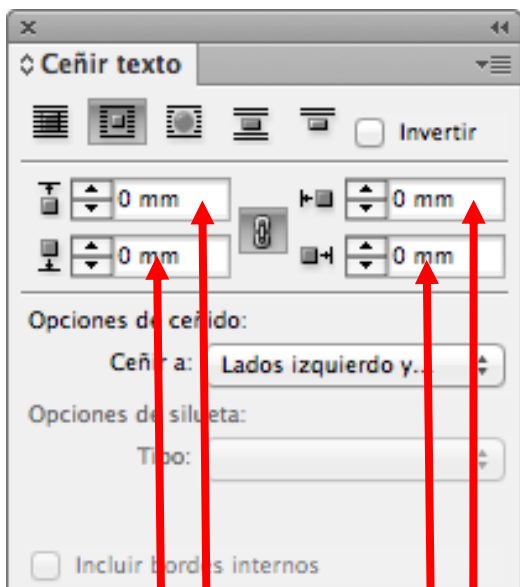 Ceñir texto
Invertir
0 mm 0 mm
0 mm 0 mm
Opciones de ceñido:
Ceñir a: Lados izquierdo y...
Opciones de silueta:
Tipo:
Incluir bordes internos